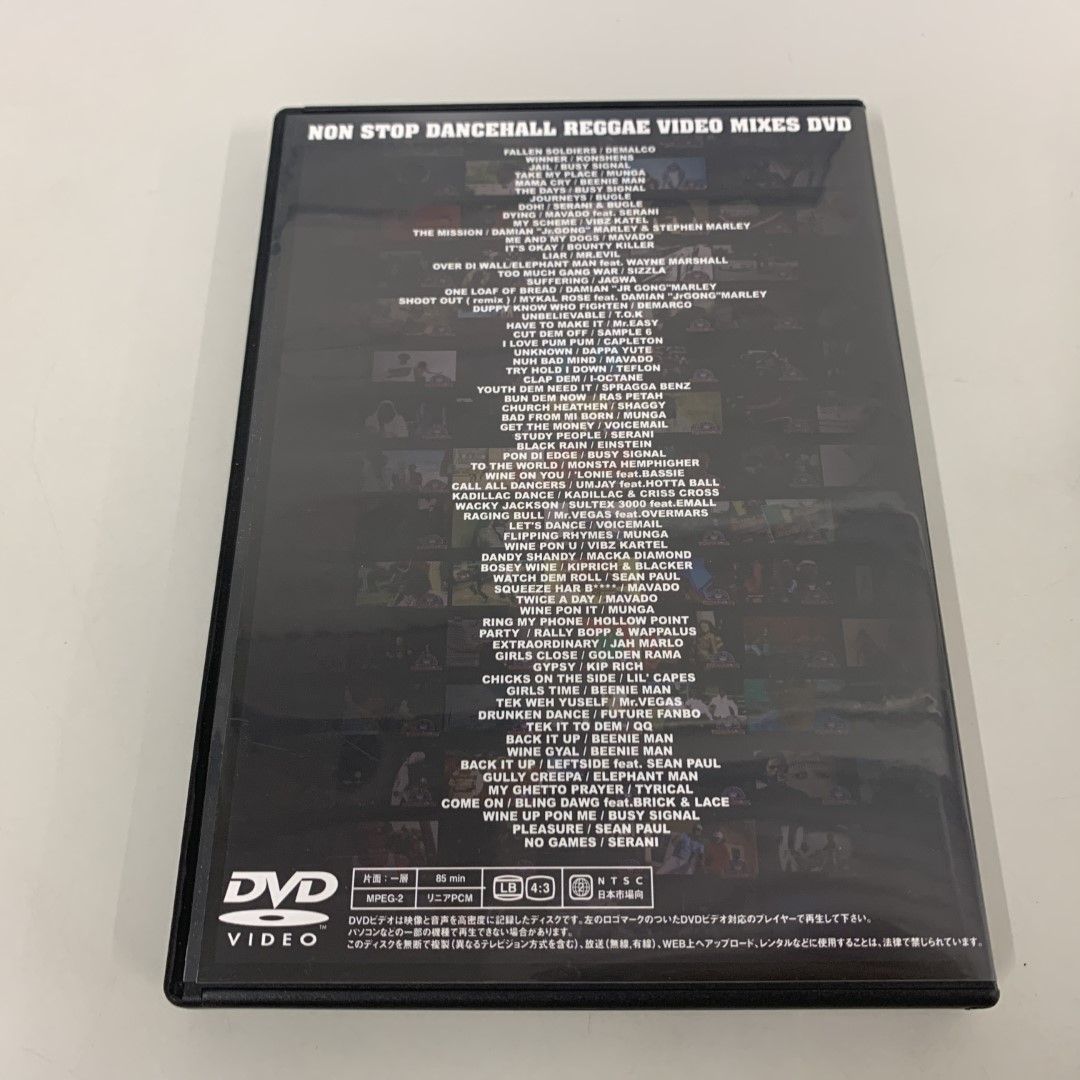 NON STOP DANCEHALL REGGAE VIDEO MIXES DVD
FALLEN SOLDIERS / DEMALCO
WINNER / KONSHENS
JAIL / BUSY SIGNAL
TAKE MY PLACE / MUNGA
MAMA CRY / BEENIE MAN
THE DAYS / BUSY SIGNAL
JOURNEYS / BUGLE
DOH! / SERANI & BUGLE
DYING / MAVADO feat. SERANI
MY SCHEME / VIBZ KATEL
THE MISSION / DAMIAN "Jr.GONG" MARLEY & STEPHEN MARLEY
ME AND MY DOGS / MAVADO
IT'S OKAY / BOUNTY KILLER
LIAR / MR.EVIL
OVER DI WALL/ELEPHANT MAN feat. WAYNE MARSHALL
TOO MUCH GANG WAR / SIZZLA
SUFFERING / JAGWA
ONE LOAF OF BREAD / DAMIAN "JR GONG"MARLEY
SHOOT OUT ( remix ) / MYKAL ROSE feat. DAMIAN "JrGONG"MARLEY
DUPPY KNOW WHO FIGHTEN / DEMARCO
UNBELIEVABLE / T.O.K
HAVE TO MAKE IT / Mr.EASY
CUT DEM OFF / SAMPLE 6
I LOVE PUM PUM / CAPLETON
UNKNOWN / DAPPA YUTE
NUH BAD MIND / MAVADO
TRY HOLD I DOWN / TEFLON
CLAP DEM / I-OCTANE
YOUTH DEM NEED IT / SPRAGGA BENZ
BUN DEM NOW / RAS PETAH
CHURCH HEATHEN / SHAGGY
BAD FROM MI BORN / MUNGA
GET THE MONEY / VOICEMAIL
STUDY PEOPLE / SERANI
BLACK RAIN / EINSTEIN
PON DI EDGE / BUSY SIGNAL
TO THE WORLD / MONSTA HEMPHIGHER
WINE ON YOU / 'LONIE feat.BASSIE
CALL ALL DANCERS / UMJAY feat.HOTTA BALL
KADILLAC DANCE / KADILLAC & CRISS CROSS
WACKY JACKSON / SULTEX 3000 feat.EMALL
RAGING BULL / Mr.VEGAS feat.OVERMARS
LET'S DANCE / VOICEMAIL
FLIPPING RHYMES / MUNGA
WINE PON U / VIBZ KARTEL
DANDY SHANDY / MACKA DIAMOND
BOSEY WINE / KIPRICH & BLACKER
WATCH DEM ROLL / SEAN PAUL
SQUEEZE HAR B**** / MAVADO
TWICE A DAY / MAVADO
WINE PON IT / MUNGA
RING MY PHONE / HOLLOW POINT
PARTY / RALLY BOPP & WAPPALUS
EXTRAORDINARY / JAH MARLO
GIRLS CLOSE / GOLDEN RAMA
GYPSY / KIP RICH
CHICKS ON THE SIDE / LIL' CAPES
GIRLS TIME / BEENIE MAN
TEK WEH YUSELF / Mr.VEGAS
DRUNKEN DANCE / FUTURE FANBO
TEK IT TO DEM / QQ
BACK IT UP / BEENIE MAN
WINE GYAL / BEENIE MAN
BACK IT UP / LEFTSIDE feat. SEAN PAUL
GULLY CREEPA / ELEPHANT MAN
MY GHETTO PRAYER / TYRICAL
COME ON / BLING DAWG feat.BRICK & LACE
WINE UP PON ME / BUSY SIGNAL
PLEASURE / SEAN PAUL
NO GAMES / SERANI
DVD
VIDEO
片面：一層 85 min
MPEG-2 リニアPCM
LB 4:3
2 NTSC
日本市場向
DVDビデオは映像と音声を高密度に記録したディスクです。左のロゴマークのついたDVDビデオ対応のプレイヤーで再生して下さい。
パソコンなどの一部の機種で再生できない場合があります。
このディスクを無断で複製（異なるテレビジョン方式を含む）、放送（無線,有線）、WEB上へアップロード、レンタルなどに使用することは、法律で禁じられています。